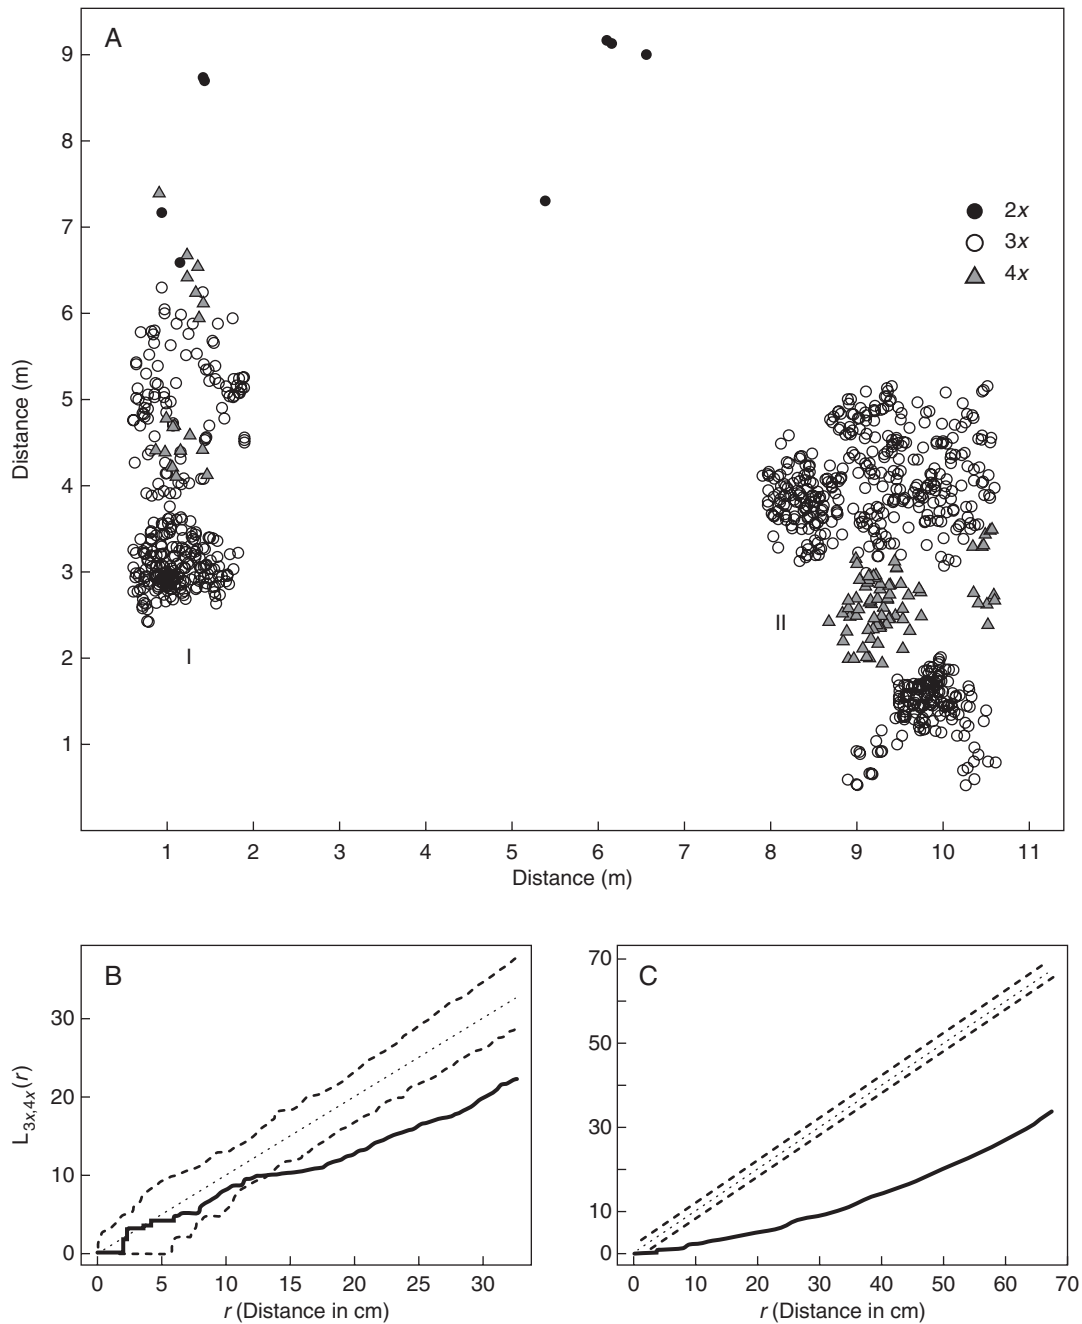 A
9
8
7
6
5
4
3
2
1
Distance (m)
2x
3x
4x
I
II
1 2 3 4 5 6 7 8 9 10 11
Distance (m)
B
30
20
10
0
L3x,4x(r)
0 5 10 15 20 25 30
r (Distance in cm)
C
70
50
30
10
0
0 10 20 30 40 50 60 70
r (Distance in cm)